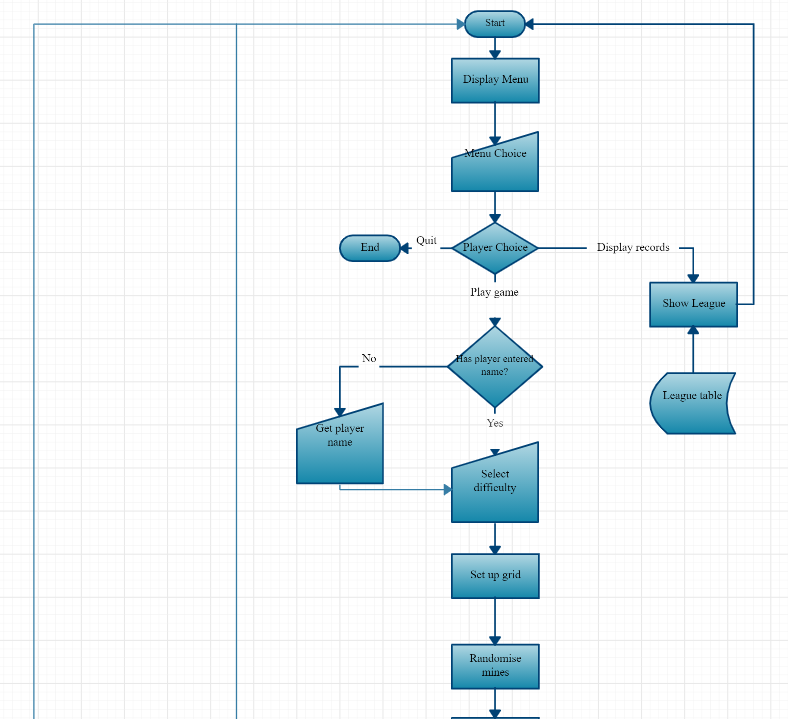 Start
Display Menu
Menu Choice
End
Quit
Player Choice
Display records
Play game
Show League
Has player entered
name?
No
League table
Get player
name
Yes
Select
difficulty
Set up grid
Randomise
mines